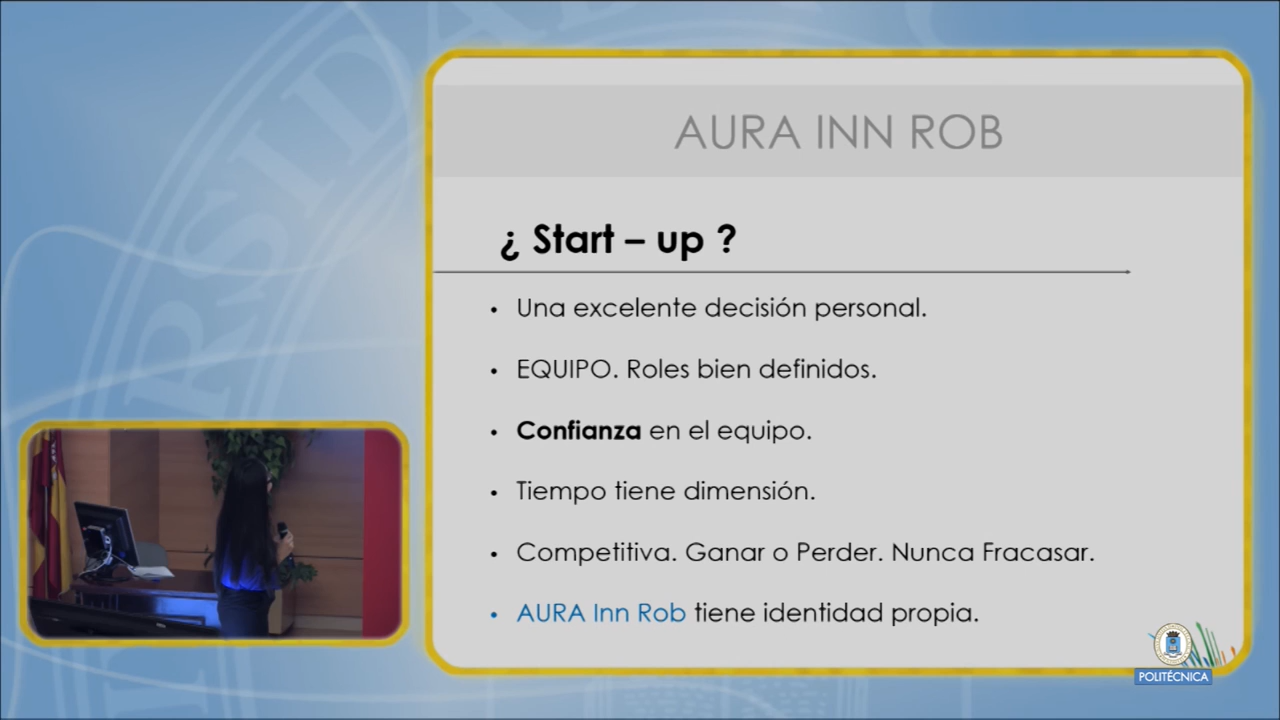 AURA INN ROB
¿ Start – up ?
• Una excelente decisión personal.
• EQUIPO. Roles bien definidos.
• Confianza en el equipo.
• Tiempo tiene dimensión.
• Competitiva. Ganar o Perder. Nunca Fracasar.
• AURA Inn Rob tiene identidad propia.
POLITÉCNICA